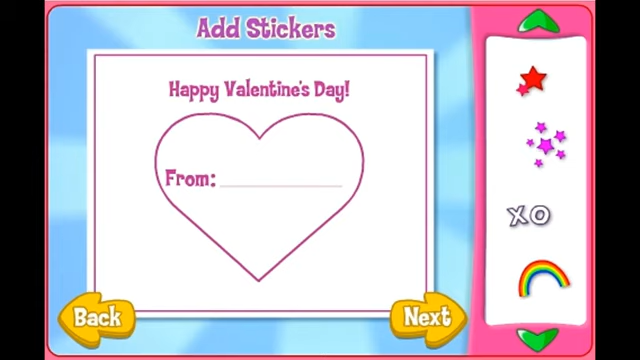 Add Stickers
Happy Valentine's Day!
From:
XO
Back
Next